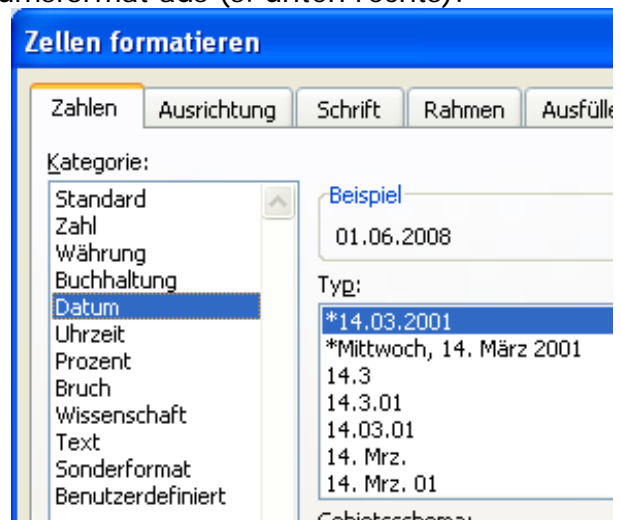 Zellen formatieren
Zahlen Ausrichtung Schrift Rahmen
Kategorie:
Standard
Zahl
Währung
Buchhaltung
Datum
Uhrzeit
Prozent
Bruch
Wissenschaft
Text
Sonderformat
Benutzerdefiniert
Beispiel
01.06.2008
Typ:
*14.03.2001
*Mittwoch, 14. März 2001
14.3
14.3.01
14.03.01
14. Mrz.
14. Mrz. 01